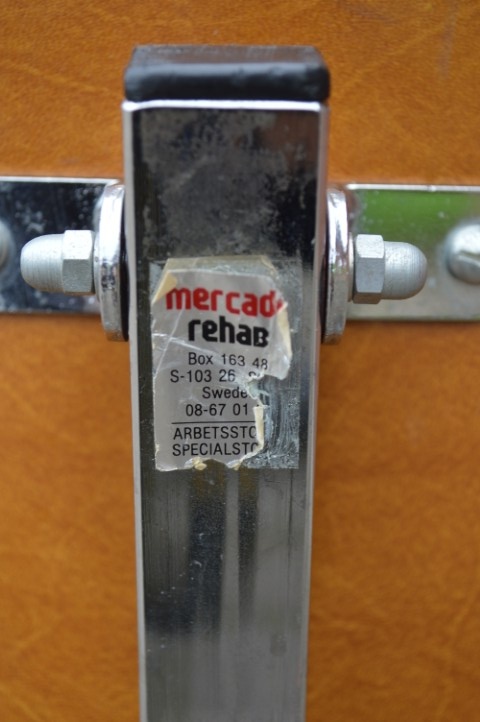 mercad
rehab
Box 163 48
S-103 26
Swede
08-67 01
ARBETSSTO
SPECIALSTO